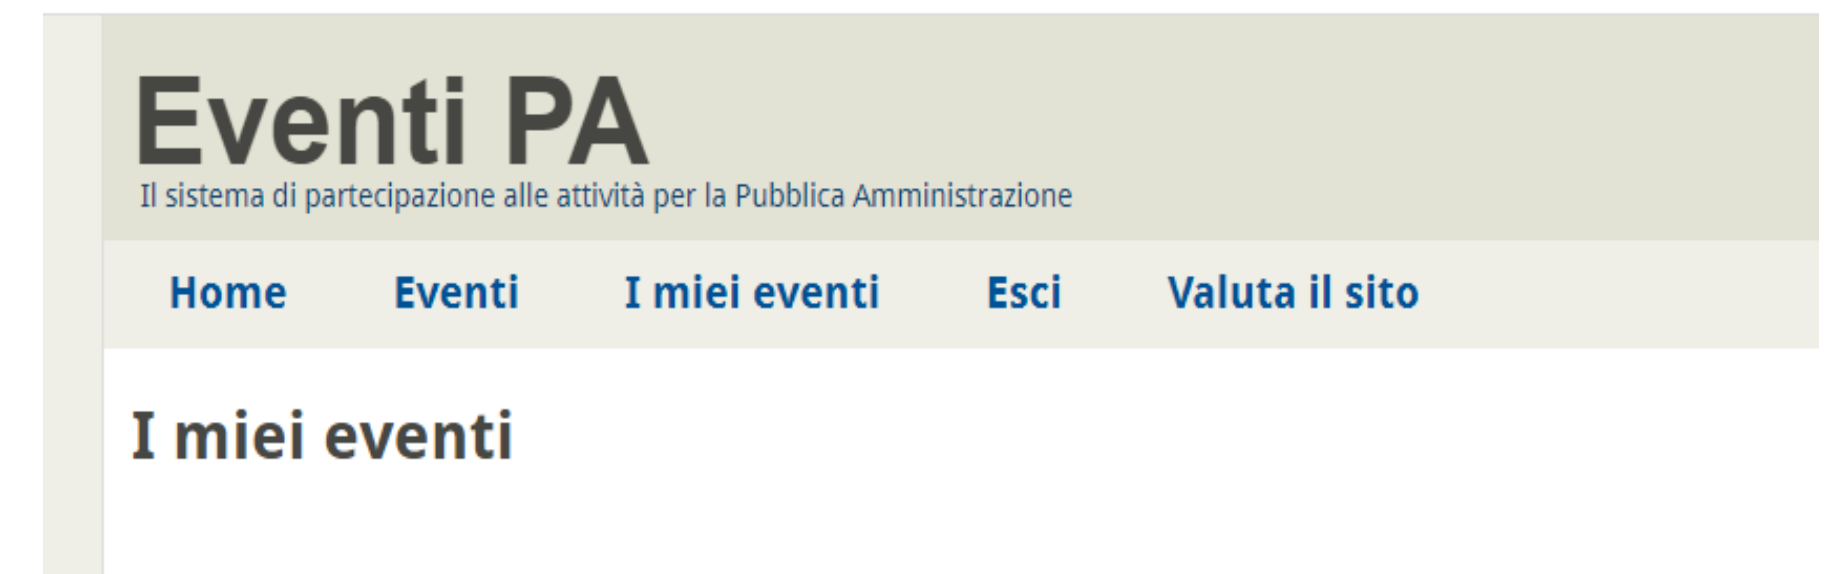 Eventi PA
Il sistema di partecipazione alle attività per la Pubblica Amministrazione
Home Eventi I miei eventi Esci Valuta il sito
I miei eventi